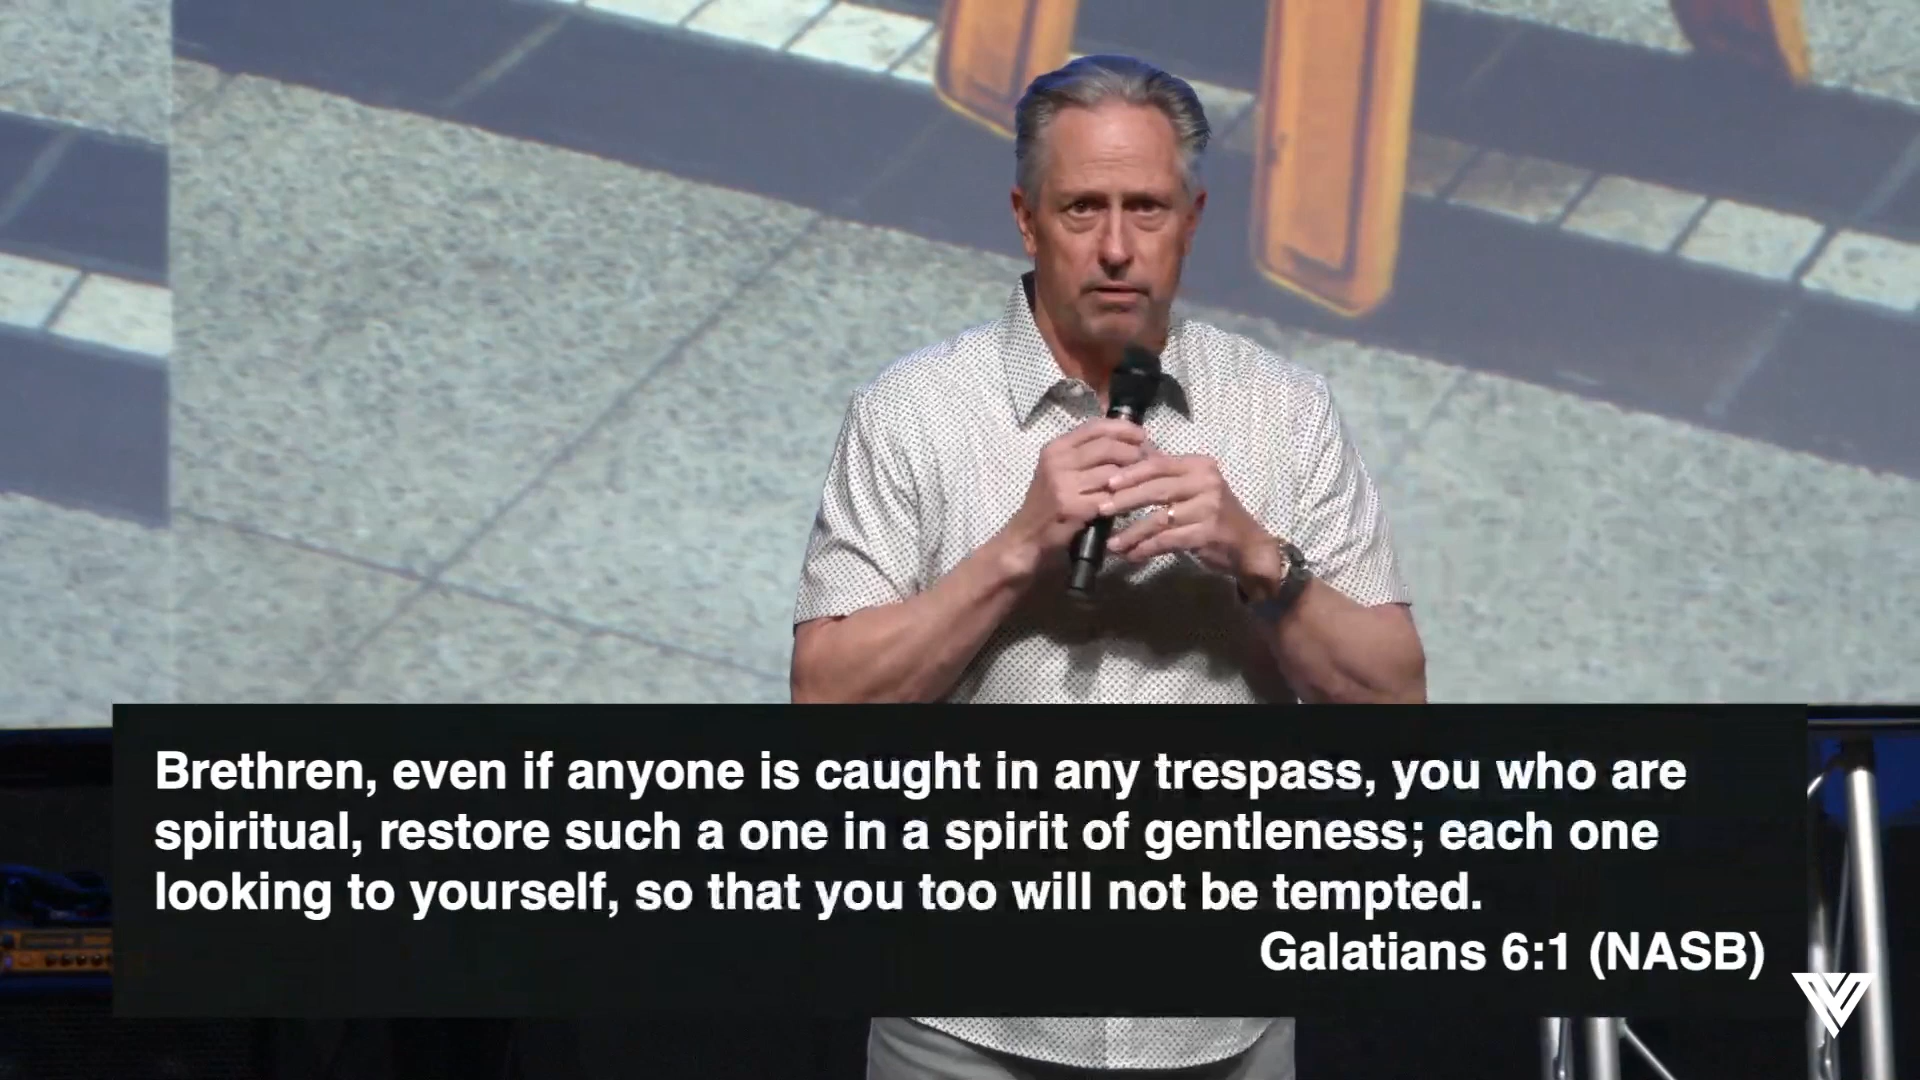 Brethren, even if anyone is caught in any trespass, you who are
spiritual, restore such a one in a spirit of gentleness; each one
looking to yourself, so that you too will not be tempted.
Galatians 6:1 (NASB)